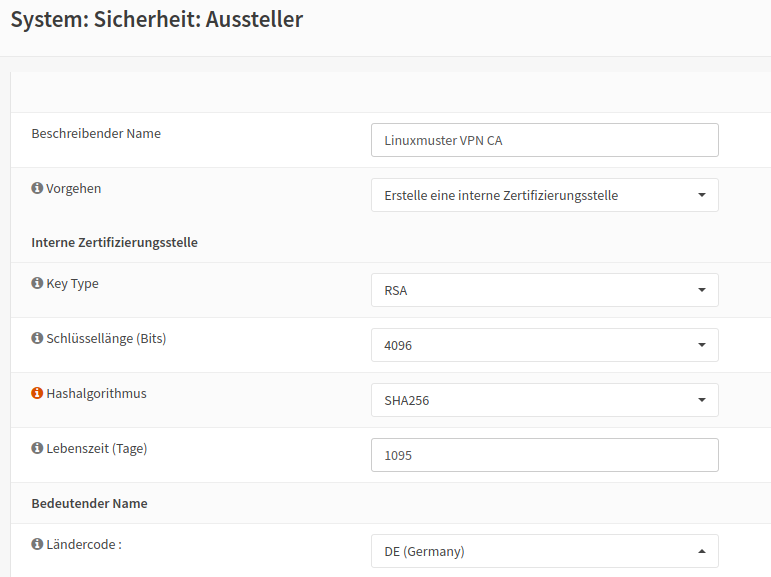 System: Sicherheit: Aussteller
Beschreibender Name
Linuxmuster VPN CA
Vorgehen
Erstelle eine interne Zertifizierungsstelle
Interne Zertifizierungsstelle
Key Type
RSA
Schlüssellänge (Bits)
4096
Hashalgorithmus
SHA256
Lebenszeit (Tage)
1095
Bedeutender Name
Ländercode :
DE (Germany)